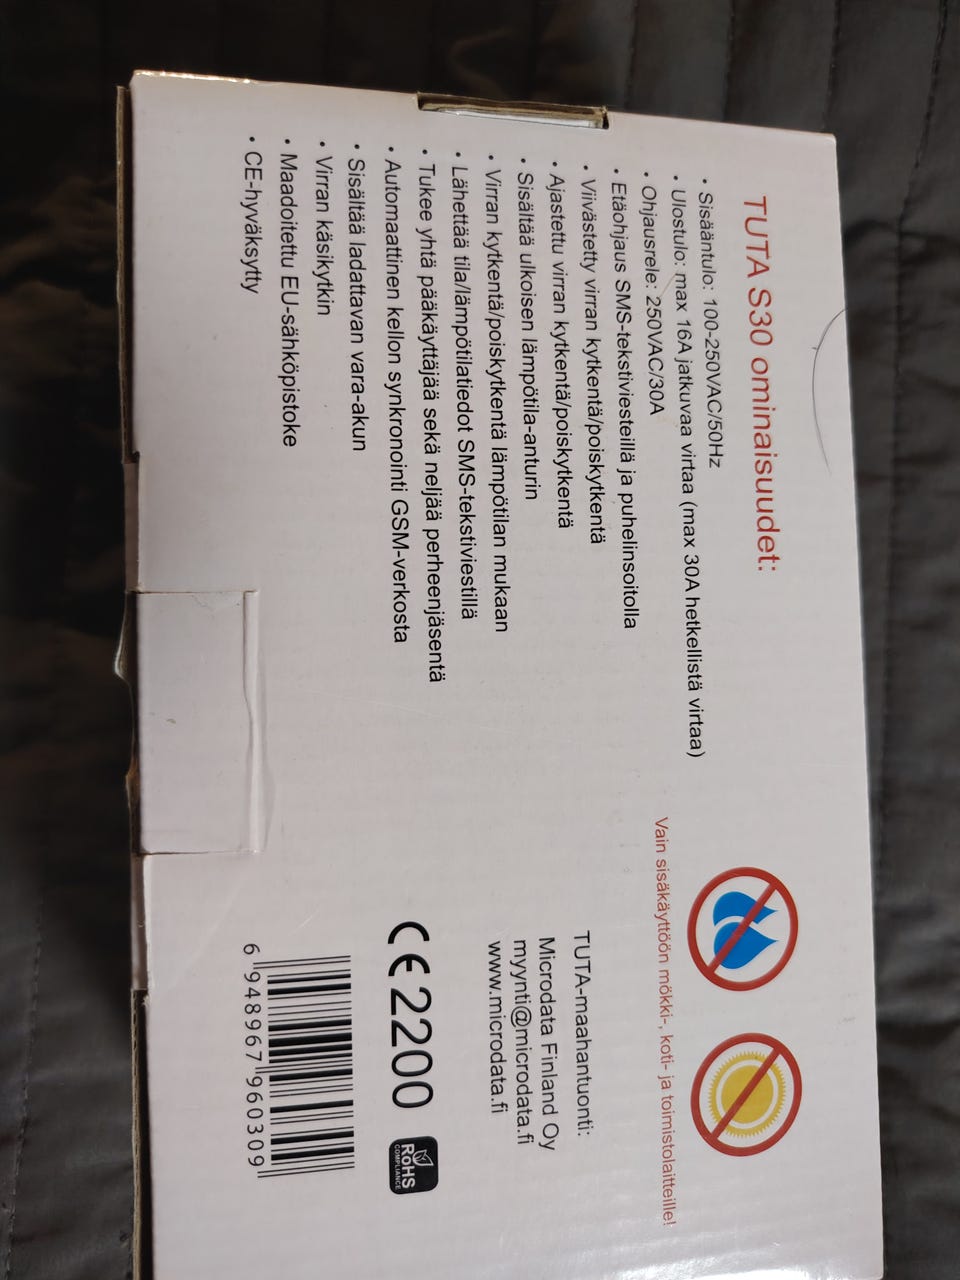 TUTA S30 ominaisuudet:
• Sisääntulo: 100-250VAC/50Hz
• Ulostulo: max 16A jatkuvaa virtaa (max 30A hetkellistä virtaa)
• Ohjausrele: 250VAC/30A
• Etäohjaus SMS-tekstiviesteillä ja puhelinsoitolla
• Viivästetty virran kytkentä/poiskytkentä
• Ajastettu virran kytkentä/poiskytkentä
• Sisältää ulkoisen lämpötila-anturin
• Virran kytkentä/poiskytkentä lämpötilan mukaan
• Lähettää tila/lämpötilatiedot SMS-tekstiviestillä
• Tukee yhtä pääkäyttäjää sekä neljää perheenjäsentä
• Automaattinen kellon synkronointi GSM-verkosta
• Sisältää ladattavan vara-akun
• Virran käsikytkin
• Maadoitettu EU-sähköpistoke
• CE-hyväksytty
Vain sisäkäyttöön mökki-, koti- ja toimistolaitteille!
TUTA-maahantuonti:
Microdata Finland Oy
myynti@microdata.fi
www.microdata.fi
CE2200
RoHS
COMPLIANCE
6 948967 960309